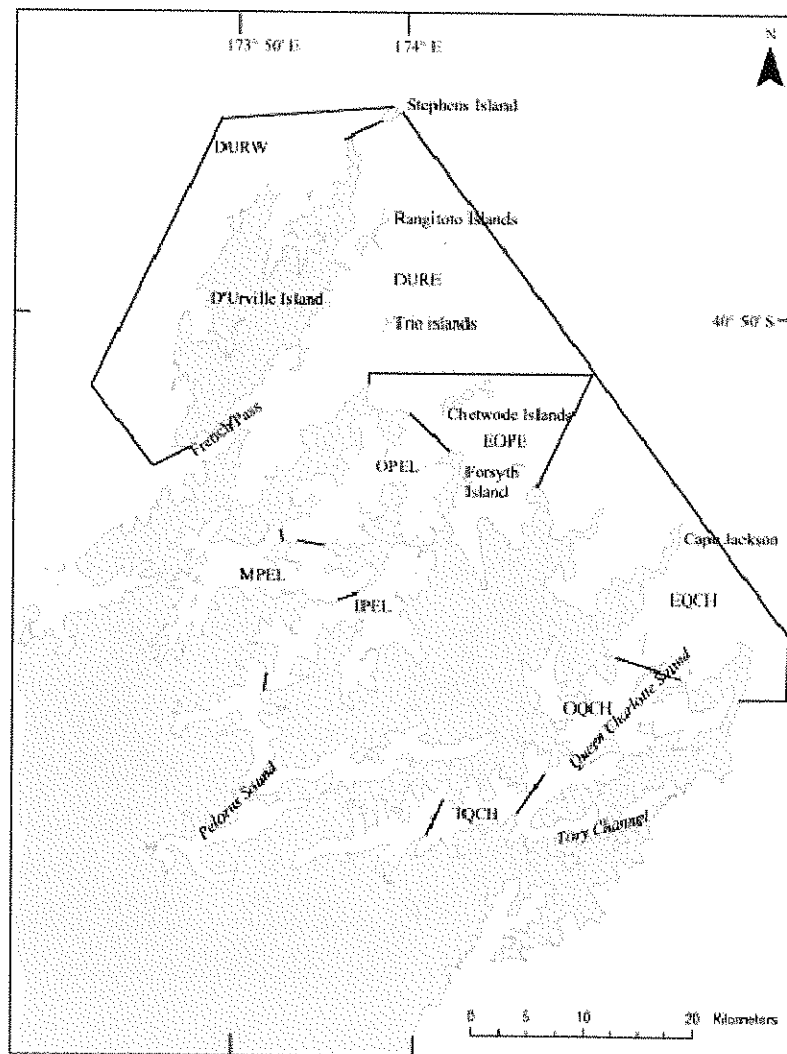 173° 50' E
174° E
N
Stephens Island
DURW
Rangitoto Islands
DURE
D'Urville Island
Trio islands
40° 50' S
Chetwode Islands
EOPE
French Pass
OPEL
Forsyth
Island
Cape Jackson
MPEL
IPEL
EQCH
OQCH
Queen Charlotte Sound
Pelorus Sound
IQCH
Tory Channel
0 5 10 20 Kilometers